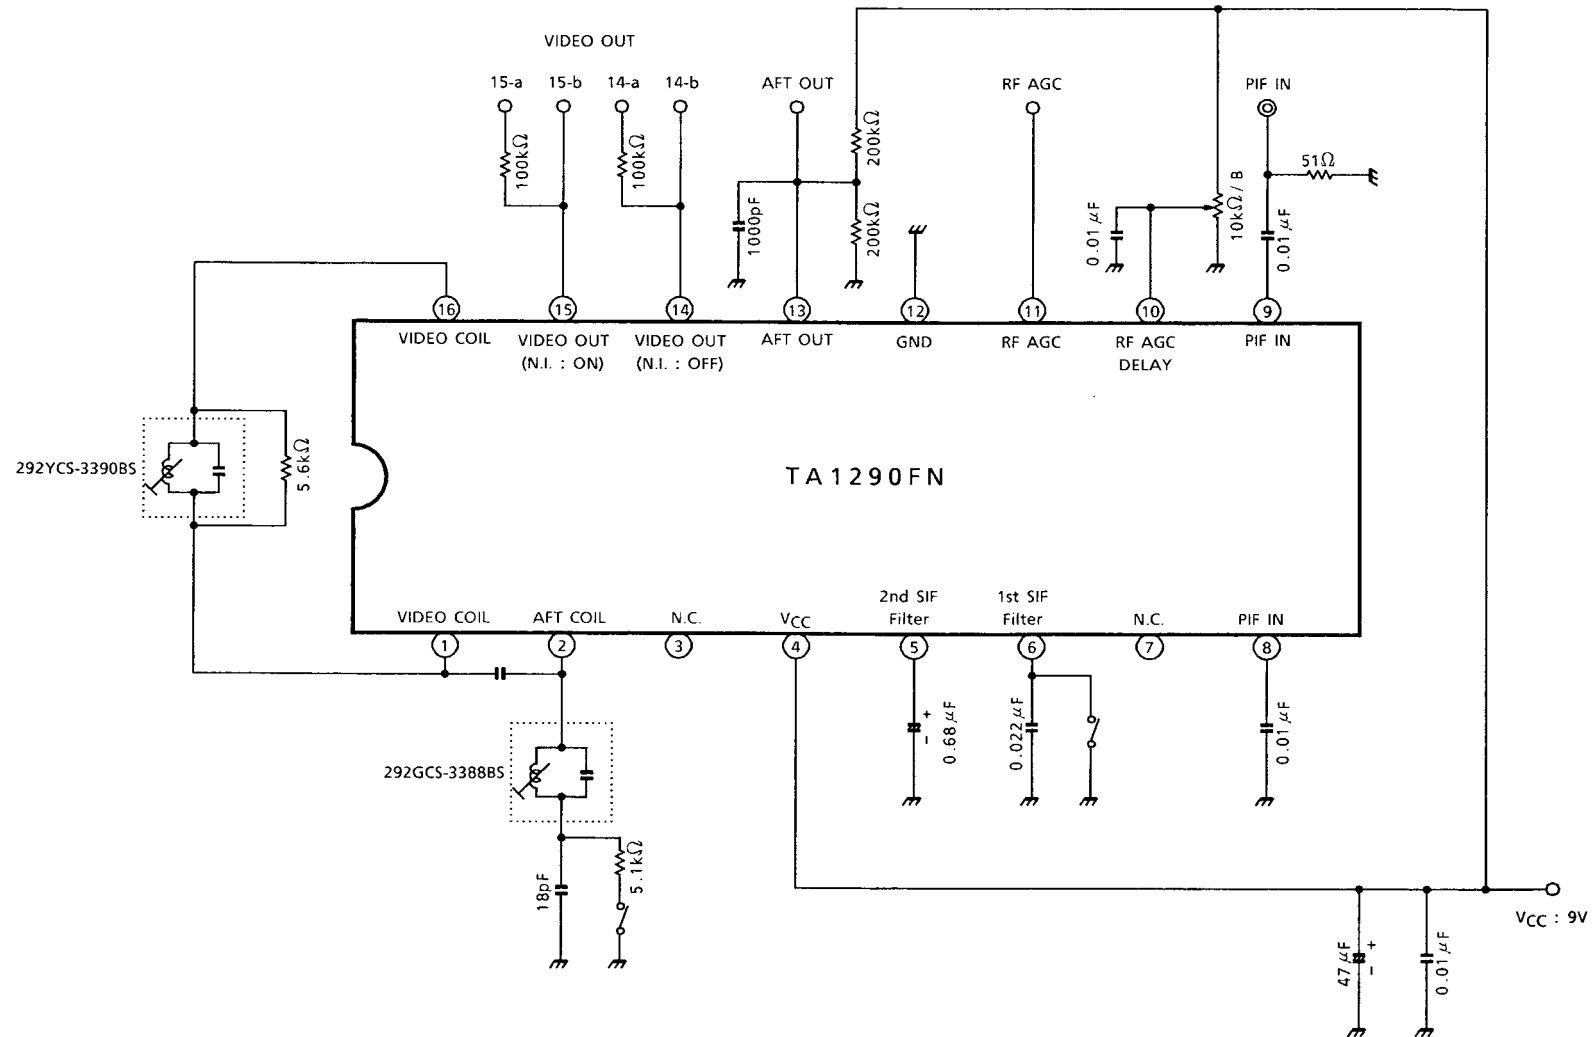 VIDEO OUT
15-a
15-b
14-a
14-b
AFT OUT
RF AGC
PIF IN
100kΩ
100kΩ
200kΩ
51Ω
1000pF
200kΩ
0.01μF
10kΩ/B
0.01μF
16
15
14
13
12
11
10
9
VIDEO COIL
VIDEO OUT
(N.I. : ON)
VIDEO OUT
(N.I. : OFF)
AFT OUT
GND
RF AGC
RF AGC
DELAY
PIF IN
292YCS-3390BS
5.6kΩ
TA1290FN
VIDEO COIL
AFT COIL
N.C.
VCC
2nd SIF
Filter
1st SIF
Filter
N.C.
PIF IN
1
2
3
4
5
6
7
8
+
-
0.68μF
0.022μF
0.01μF
292GCS-3388BS
18pF
5.1kΩ
VCC : 9V
47μF
+
-
0.01μF